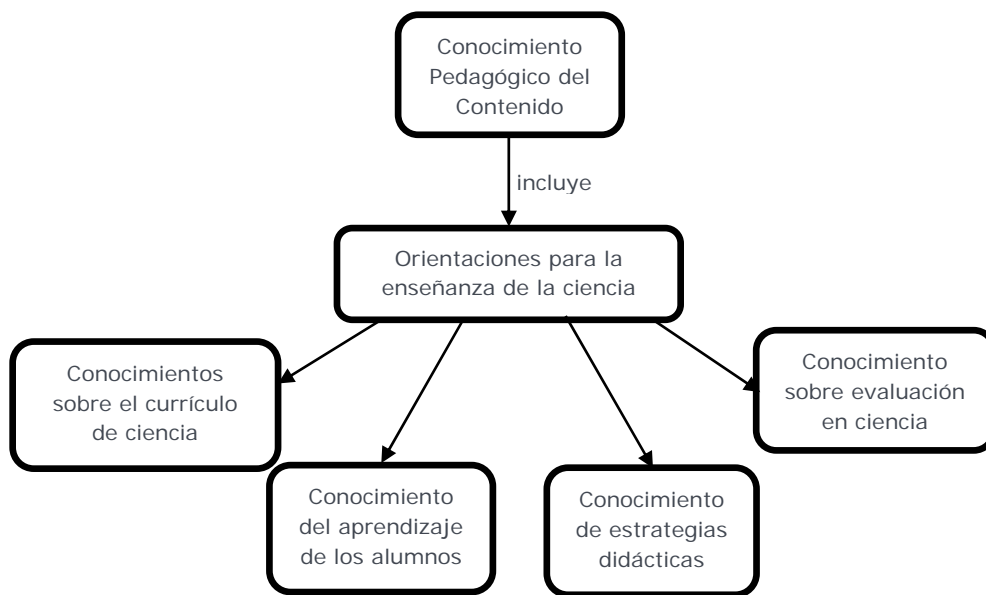 Conocimiento
Pedagógico del
Contenido
incluye
Orientaciones para la
enseñanza de la ciencia
Conocimientos
sobre el currículo
de ciencia
Conocimiento
del aprendizaje
de los alumnos
Conocimiento
de estrategias
didácticas
Conocimiento
sobre evaluación
en ciencia